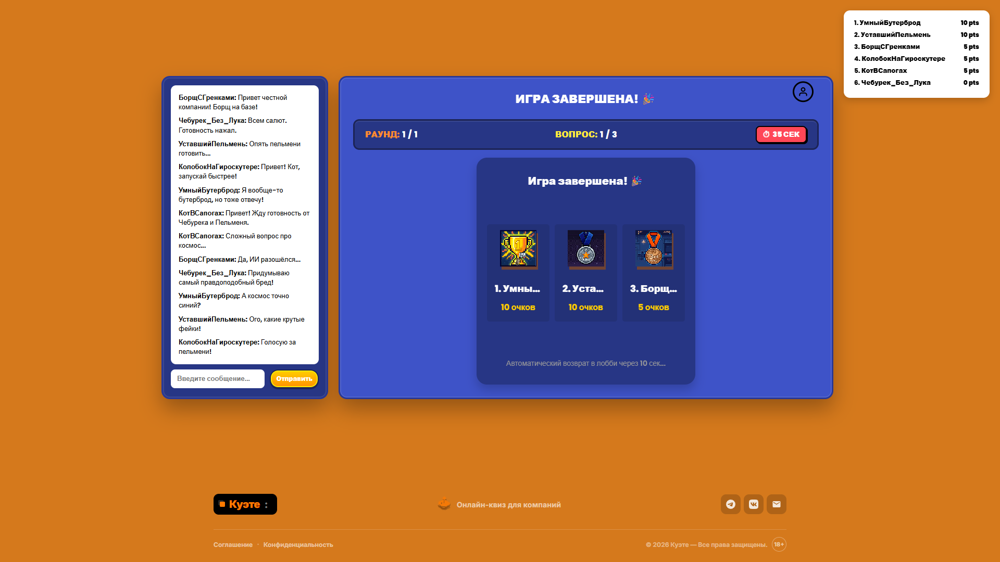 1. УмныйБутерброд 10 pts
2. УставшийПельмень 10 pts
3. БорщСГренками 5 pts
4. КолобокНаГироскутере 5 pts
5. КотВСапогах 5 pts
6. Чебурек_Без_Лука 0 pts
БорщСГренками: Привет честной
компании! Борщ на базе!
Чебурек_Без_Лука: Всем салют.
Готовность нажал.
УставшийПельмень: Опять пельмени
готовить...
КолобокНаГироскутере: Привет! Кот,
запускай быстрее!
УмныйБутерброд: Я вообще-то
бутерброд, но тоже отвечу!
КотВСапогах: Привет! Жду готовность от
Чебурека и Пельменя.
КотВСапогах: Сложный вопрос про
космос...
БорщСГренками: Да, ИИ разошёлся...
Чебурек_Без_Лука: Придумываю
самый правдоподобный бред!
УмныйБутерброд: А космос точно
синий?
УставшийПельмень: Ого, какие крутые
фейки!
КолобокНаГироскутере: Голосую за
пельмени!
Введите сообщение...
Отправить
ИГРА ЗАВЕРШЕНА! 🎉
РАУНД: 1 / 1
ВОПРОС: 1 / 3
⏱ 35 СЕК
Игра завершена! 🎉
1. Умны...
10 очков
2. Уста...
10 очков
3. Борщ...
5 очков
Автоматический возврат в лобби через 10 сек...
Куэте :
Онлайн-квиз для компаний
Соглашение · Конфиденциальность
© 2026 Куэте — Все права защищены. 18+